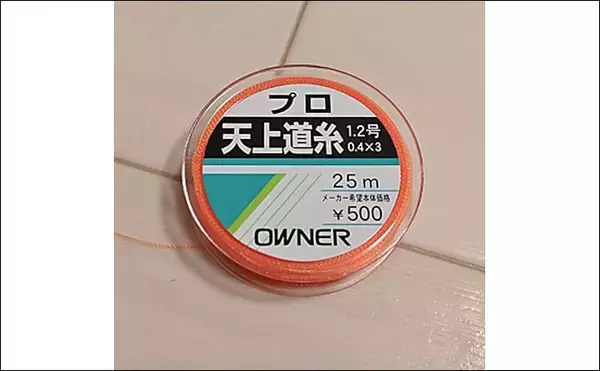 プロ
天上道糸 1.2号
0.4×3
25m
メーカー希望本体価格
¥500
OWNER